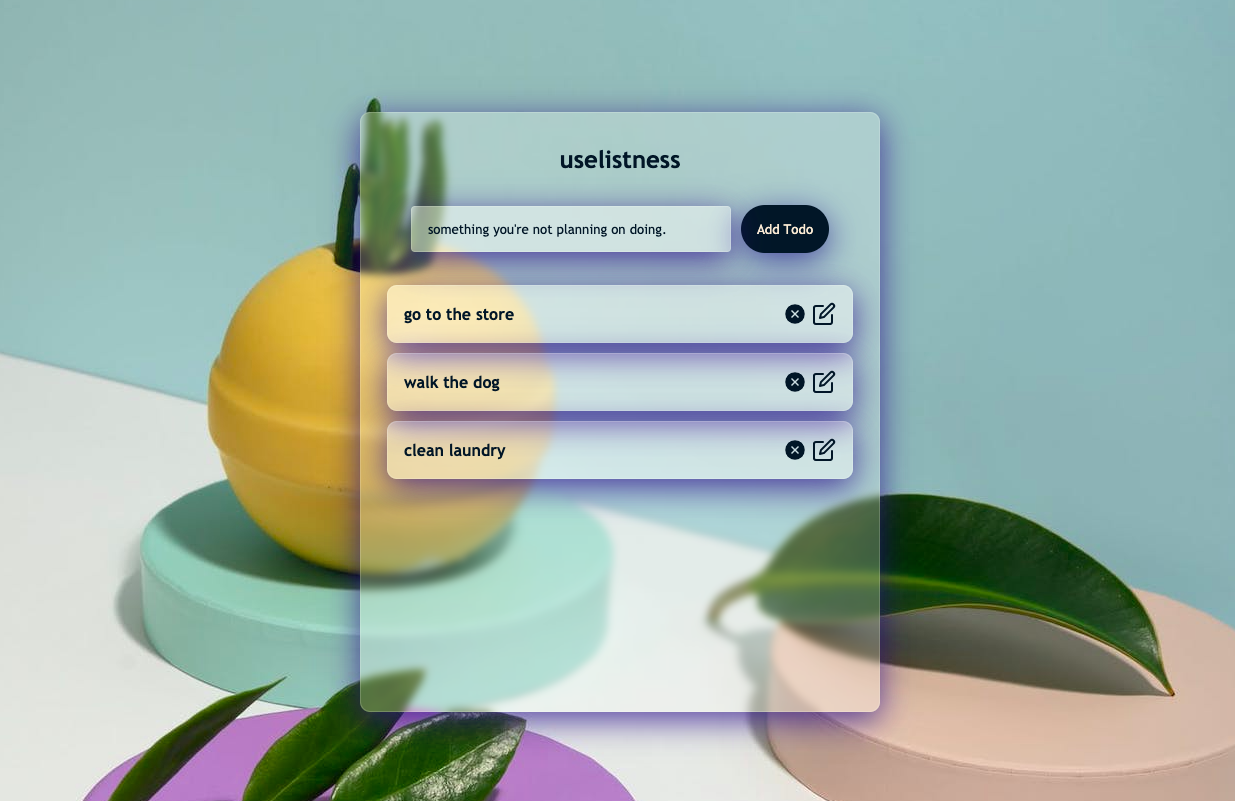 uselistness
something you're not planning on doing.
Add Todo
go to the store
walk the dog
clean laundry